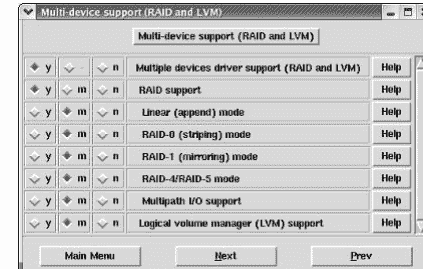 Multi-device support (RAID and LVM)
Multi-device support (RAID and LVM)
y - n Multiple devices driver support (RAID and LVM) Help
y m n RAID support Help
y m n Linear (append) mode Help
y m n RAID-0 (striping) mode Help
y m n RAID-1 (mirroring) mode Help
y m n RAID-4/RAID-5 mode Help
y m n Multipath I/O support Help
y m n Logical volume manager (LVM) support Help
Main Menu Next Prev